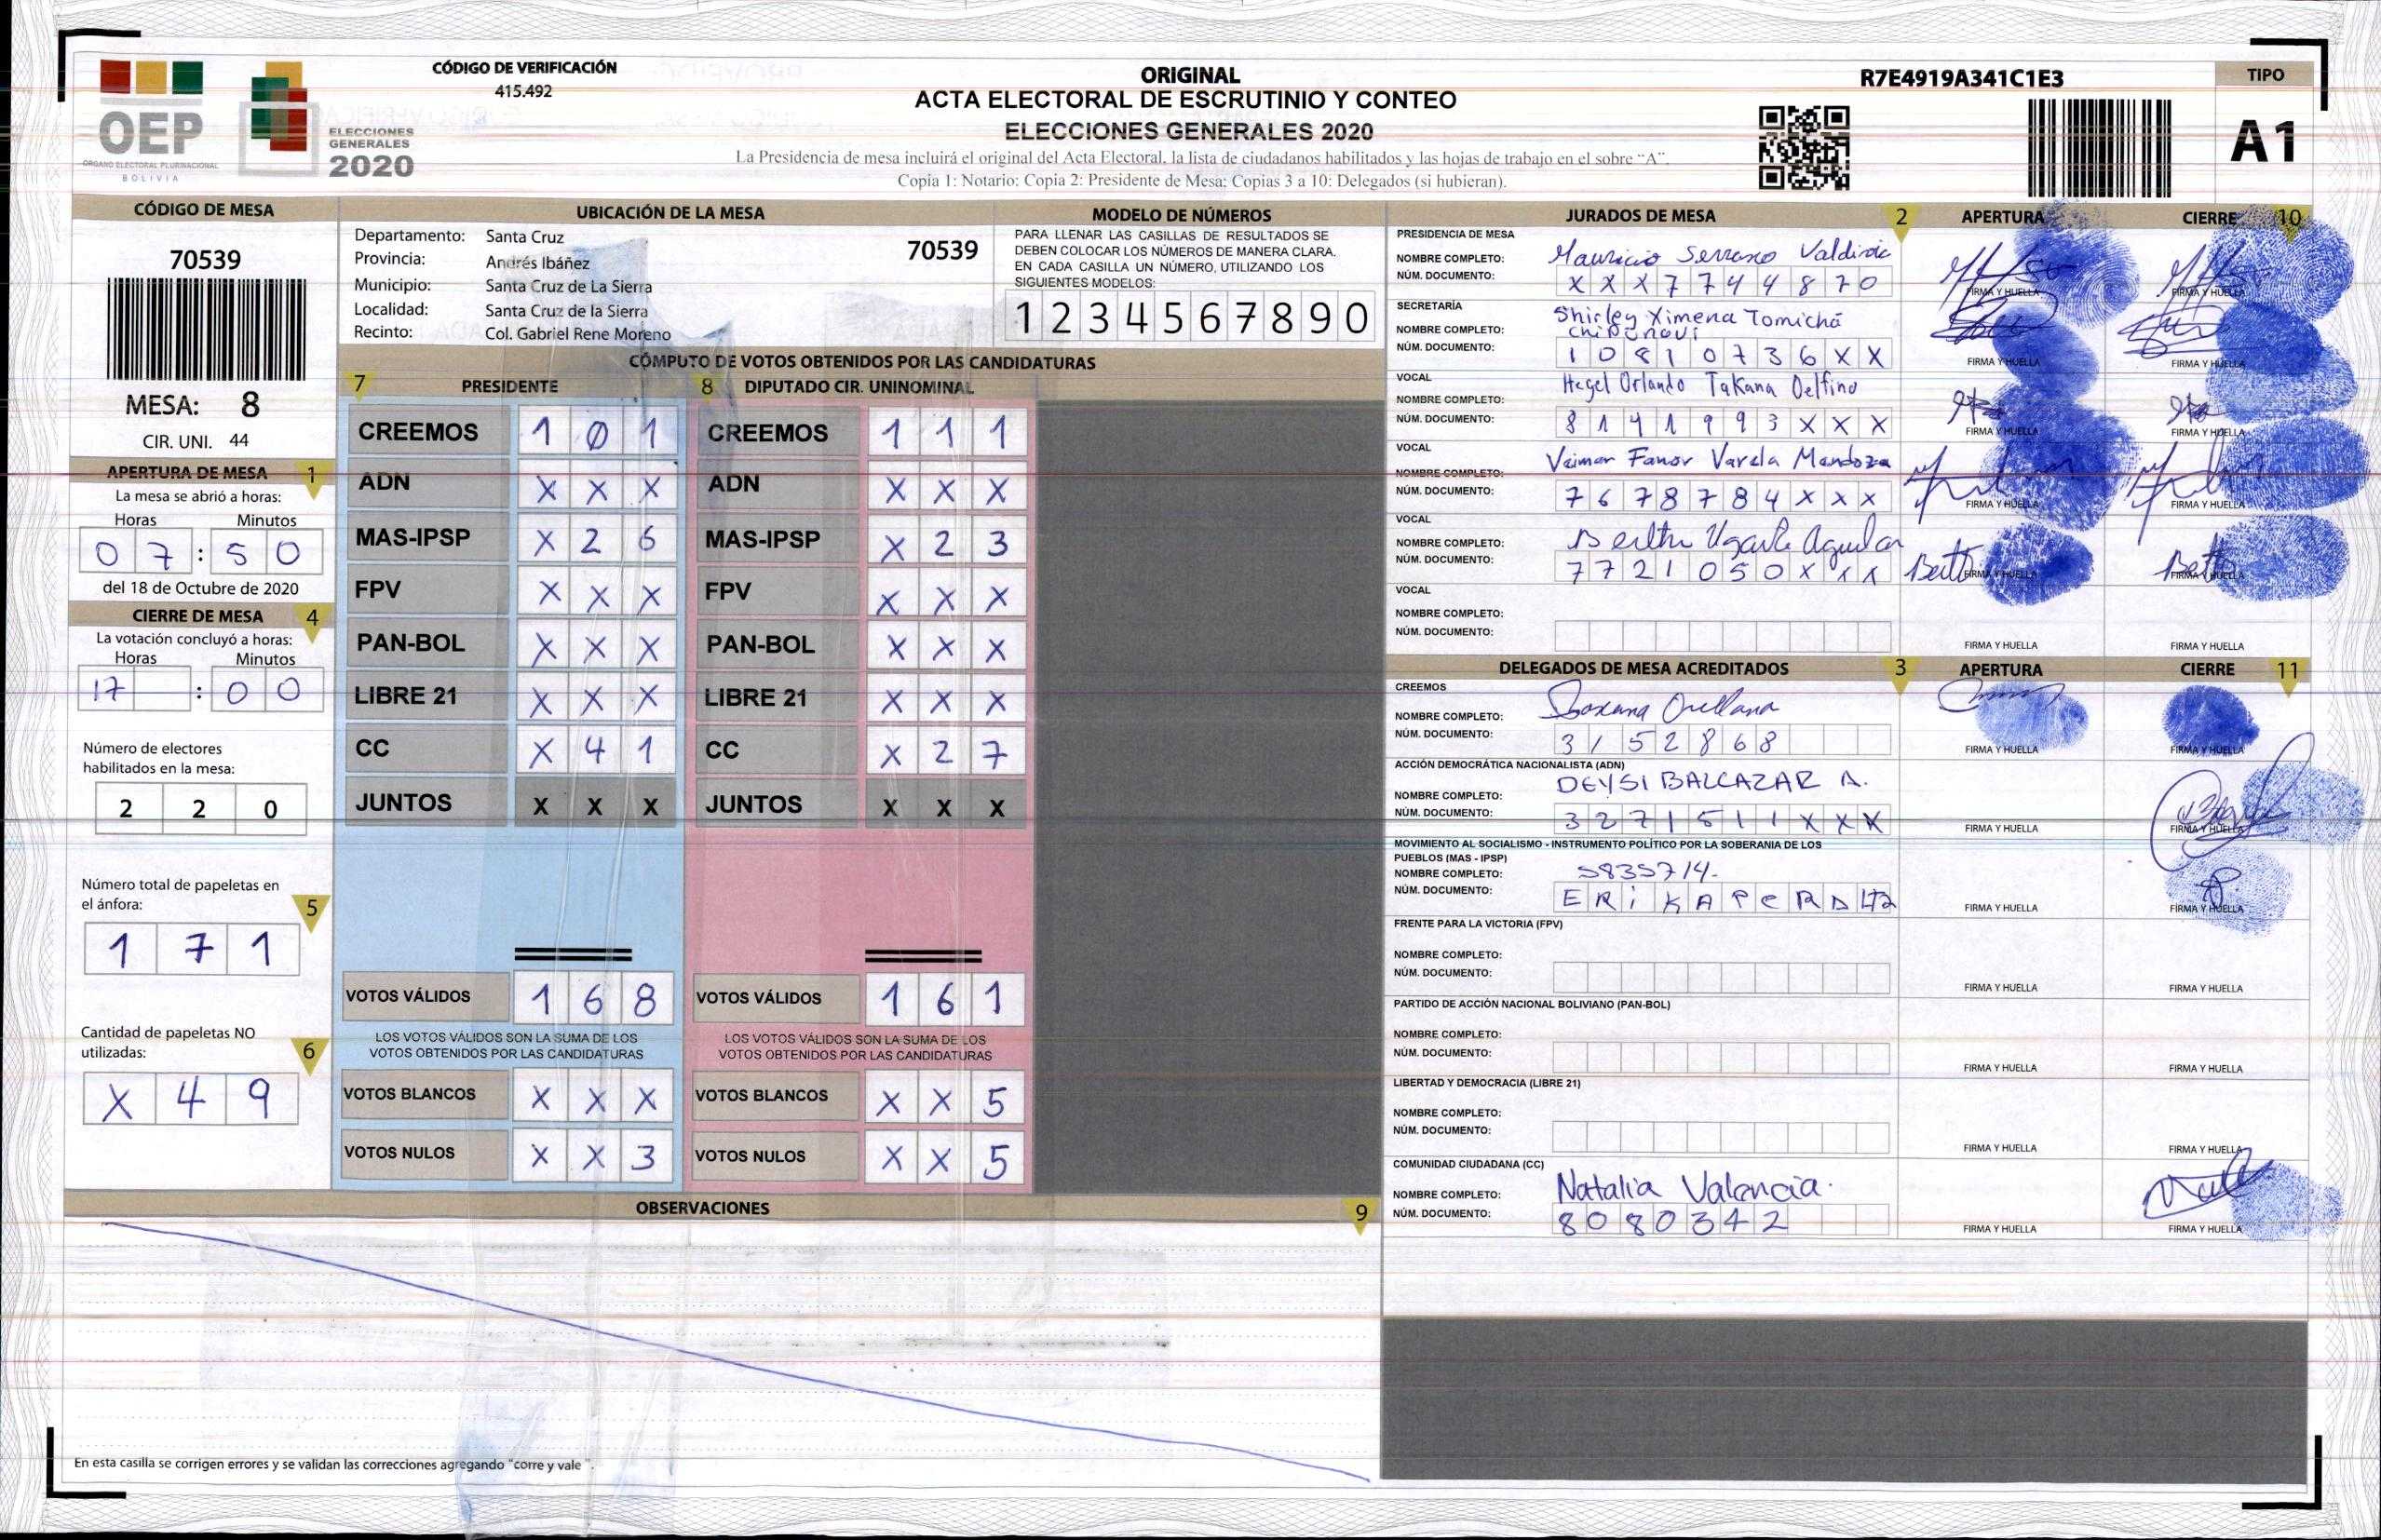 CÓDIGO DE VERIFICACIÓN
415.492
OEP
ÓRGANO ELECTORAL PLURINACIONAL
BOLIVIA
ELECCIONES
GENERALES
2020
ORIGINAL
ACTA ELECTORAL DE ESCRUTINIO Y CONTEO
ELECCIONES GENERALES 2020
La Presidencia de mesa incluirá el original del Acta Electoral, la lista de ciudadanos habilitados y las hojas de trabajo en el sobre "A".
Copia 1: Notario; Copia 2: Presidente de Mesa; Copias 3 a 10: Delegados (si hubieran).
R7E4919A341C1E3
TIPO
A1
CÓDIGO DE MESA
70539
MESA: 8
CIR. UNI. 44
APERTURA DE MESA 1
La mesa se abrió a horas:
Horas Minutos
07:50
del 18 de Octubre de 2020
CIERRE DE MESA 4
La votación concluyó a horas:
Horas Minutos
17:00
Número de electores
habilitados en la mesa:
2 2 0
Número total de papeletas en
el ánfora: 5
1 7 1
Cantidad de papeletas NO
utilizadas: 6
X 4 9
UBICACIÓN DE LA MESA
Departamento: Santa Cruz
70539
Provincia: Andrés Ibáñez
Municipio: Santa Cruz de La Sierra
Localidad: Santa Cruz de la Sierra
Recinto: Col. Gabriel Rene Moreno
MODELO DE NÚMEROS
PARA LLENAR LAS CASILLAS DE RESULTADOS SE
DEBEN COLOCAR LOS NÚMEROS DE MANERA CLARA.
EN CADA CASILLA UN NÚMERO, UTILIZANDO LOS
SIGUIENTES MODELOS:
1 2 3 4 5 6 7 8 9 0
CÓMPUTO DE VOTOS OBTENIDOS POR LAS CANDIDATURAS
7 PRESIDENTE 8 DIPUTADO CIR. UNINOMINAL
CREEMOS 1 0 1 CREEMOS 1 1 1
ADN X X X ADN X X X
MAS-IPSP X 2 6 MAS-IPSP X 2 3
FPV X X X FPV X X X
PAN-BOL X X X PAN-BOL X X X
LIBRE 21 X X X LIBRE 21 X X X
CC X 4 1 CC X 2 7
JUNTOS X X X JUNTOS X X X
VOTOS VÁLIDOS 1 6 8 VOTOS VÁLIDOS 1 6 1
LOS VOTOS VÁLIDOS SON LA SUMA DE LOS LOS VOTOS VÁLIDOS SON LA SUMA DE LOS
VOTOS OBTENIDOS POR LAS CANDIDATURAS VOTOS OBTENIDOS POR LAS CANDIDATURAS
VOTOS BLANCOS X X X VOTOS BLANCOS X X 5
VOTOS NULOS X X 3 VOTOS NULOS X X 5
OBSERVACIONES 9
En esta casilla se corrigen errores y se validan las correcciones agregando "corre y vale".
JURADOS DE MESA 2 APERTURA CIERRE 10
PRESIDENCIA DE MESA
NOMBRE COMPLETO: Mauricio Serrano Valdivia
NÚM. DOCUMENTO: X X X 7 7 4 4 8 7 0
FIRMA Y HUELLA FIRMA Y HUELLA
SECRETARÍA
NOMBRE COMPLETO: Shirley Ximena Tomichá
NÚM. DOCUMENTO: 1 0 8 1 0 7 3 6 X X
FIRMA Y HUELLA FIRMA Y HUELLA
VOCAL
NOMBRE COMPLETO: Hegel Orlando Takana Delfino
NÚM. DOCUMENTO: 8 1 4 1 9 9 3 X X X
FIRMA Y HUELLA FIRMA Y HUELLA
VOCAL
NOMBRE COMPLETO: Veimar Fanor Varela Mendoza
NÚM. DOCUMENTO: 7 6 7 8 7 8 4 X X X
FIRMA Y HUELLA FIRMA Y HUELLA
VOCAL
NOMBRE COMPLETO: Ugarte Aguilar
NÚM. DOCUMENTO: 7 7 2 1 0 5 0 X X X
FIRMA Y HUELLA FIRMA Y HUELLA
VOCAL
NOMBRE COMPLETO:
NÚM. DOCUMENTO:
FIRMA Y HUELLA FIRMA Y HUELLA
DELEGADOS DE MESA ACREDITADOS 3 APERTURA CIERRE 11
CREEMOS
NOMBRE COMPLETO: Roxana Orellana
NÚM. DOCUMENTO: 3 1 5 2 8 6 8
FIRMA Y HUELLA FIRMA Y HUELLA
ACCIÓN DEMOCRÁTICA NACIONALISTA (ADN)
NOMBRE COMPLETO: DEYSI BALCAZAR A.
NÚM. DOCUMENTO: 3 2 7 1 5 1 1 X X X
FIRMA Y HUELLA FIRMA Y HUELLA
MOVIMIENTO AL SOCIALISMO - INSTRUMENTO POLÍTICO POR LA SOBERANIA DE LOS
PUEBLOS (MAS - IPSP)
NOMBRE COMPLETO: 5835714.
NÚM. DOCUMENTO: ERiKA
FIRMA Y HUELLA FIRMA Y HUELLA
FRENTE PARA LA VICTORIA (FPV)
NOMBRE COMPLETO:
NÚM. DOCUMENTO:
FIRMA Y HUELLA FIRMA Y HUELLA
PARTIDO DE ACCIÓN NACIONAL BOLIVIANO (PAN-BOL)
NOMBRE COMPLETO:
NÚM. DOCUMENTO:
FIRMA Y HUELLA FIRMA Y HUELLA
LIBERTAD Y DEMOCRACIA (LIBRE 21)
NOMBRE COMPLETO:
NÚM. DOCUMENTO:
FIRMA Y HUELLA FIRMA Y HUELLA
COMUNIDAD CIUDADANA (CC)
NOMBRE COMPLETO: Natalia Valencia.
NÚM. DOCUMENTO: 8 0 8 0 3 4 2
FIRMA Y HUELLA FIRMA Y HUELLA